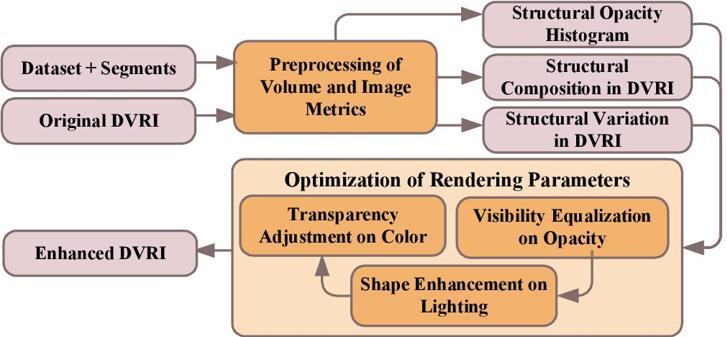 Dataset + Segments
Original DVRI
Preprocessing of
Volume and Image
Metrics
Structural Opacity
Histogram
Structural
Composition in DVRI
Structural Variation
in DVRI
Optimization of Rendering Parameters
Visibility Equalization
on Opacity
Shape Enhancement on
Lighting
Transparency
Adjustment on Color
Enhanced DVRI